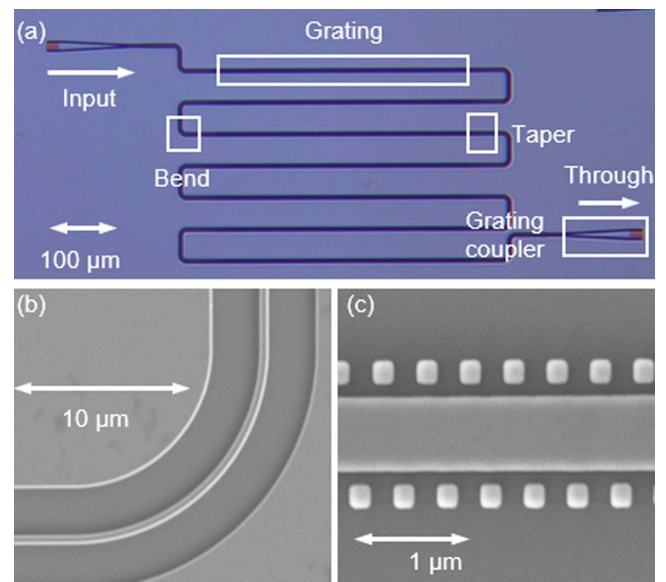 (a)
Grating
Input
Taper
Bend
Through
Grating
coupler
100 µm
(b)
10 µm
(c)
1 µm